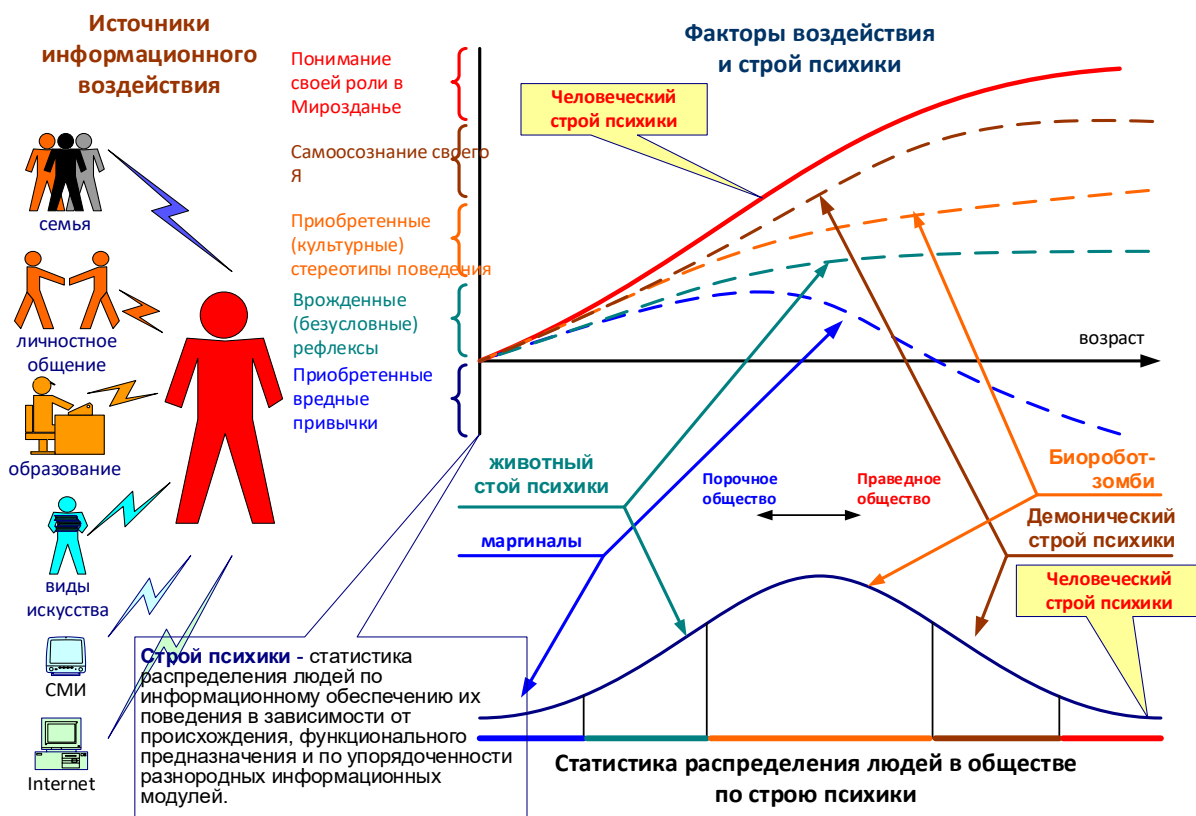 Источники
информационного
воздействия
семья
личностное
общение
образование
виды
искусства
СМИ
Internet
Понимание
своей роли в
Мирозданье
Самоосознание своего
Я
Приобретенные
(культурные)
стереотипы поведения
Врожденные
(безусловные)
рефлексы
Приобретенные
вредные
привычки
Факторы воздействия
и строй психики
Человеческий
строй психики
возраст
животный
стой психики
маргиналы
Порочное
общество
Праведное
общество
Биоробот-
зомби
Демонический
строй психики
Человеческий
строй психики
Строй психики - статистика
распределения людей по
информационному обеспечению их
поведения в зависимости от
происхождения, функционального
предназначения и по упорядоченности
разнородных информационных
модулей.
Статистика распределения людей в обществе
по строю психики